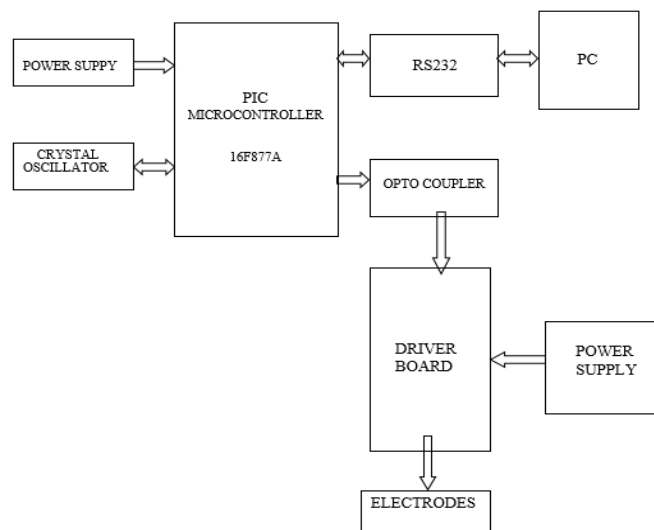 POWER SUPPY
PIC
MICROCONTROLLER
16F877A
RS232
PC
CRYSTAL
OSCILLATOR
OPTO COUPLER
DRIVER
BOARD
POWER
SUPPLY
ELECTRODES